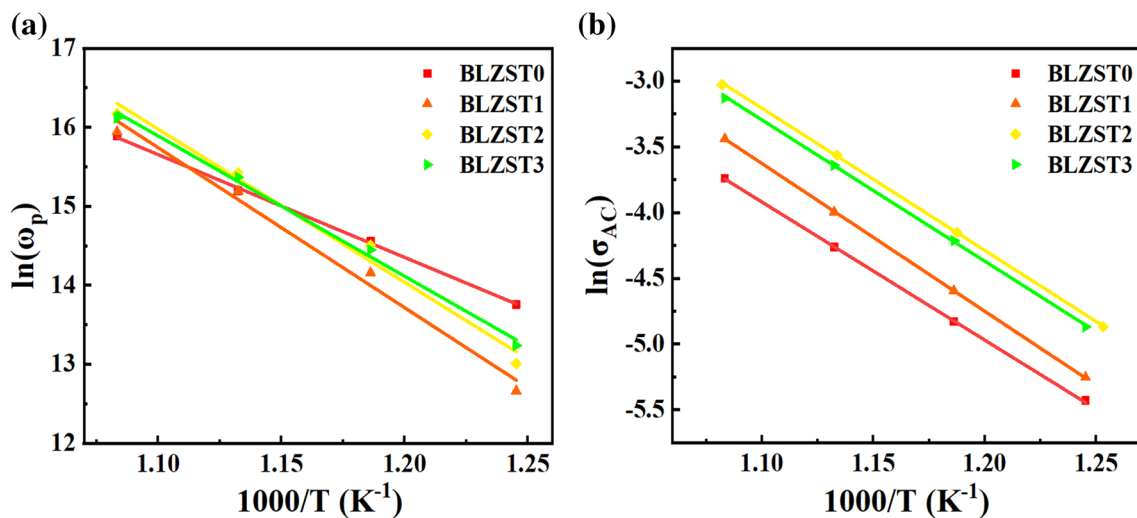 (a)
17
16
15
14
13
12
ln(ωp)
BLZST0
BLZST1
BLZST2
BLZST3
1.10
1.15
1.20
1.25
1000/T (K-1)
(b)
-3.0
-3.5
-4.0
-4.5
-5.0
-5.5
ln(σAC)
BLZST0
BLZST1
BLZST2
BLZST3
1.10
1.15
1.20
1.25
1000/T (K-1)